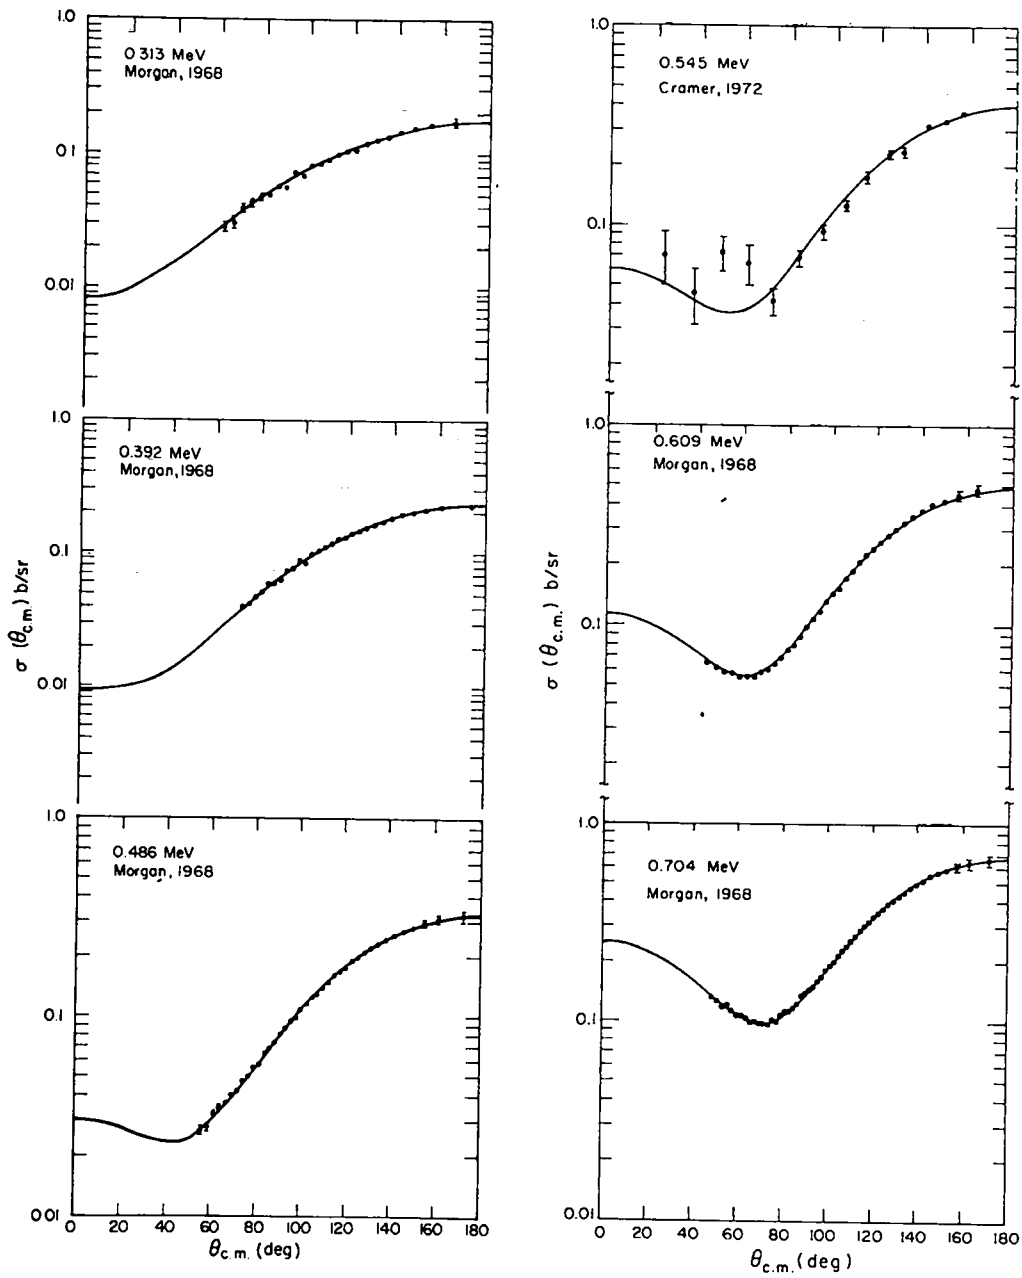 1.0
0.313 MeV
Morgan, 1968
0.1
0.01
1.0
0.392 MeV
Morgan, 1968
0.1
0.01
σ (θc.m.) b/sr
1.0
0.486 MeV
Morgan, 1968
0.1
0.01
0 20 40 60 80 100 120 140 160 180
θc.m. (deg)
1.0
0.545 MeV
Cramer, 1972
0.1
1.0
0.609 MeV
Morgan, 1968
0.1
σ (θc.m.) b/sr
1.0
0.704 MeV
Morgan, 1968
0.1
0.01
0 20 40 60 80 100 120 140 160 180
θc.m. (deg)